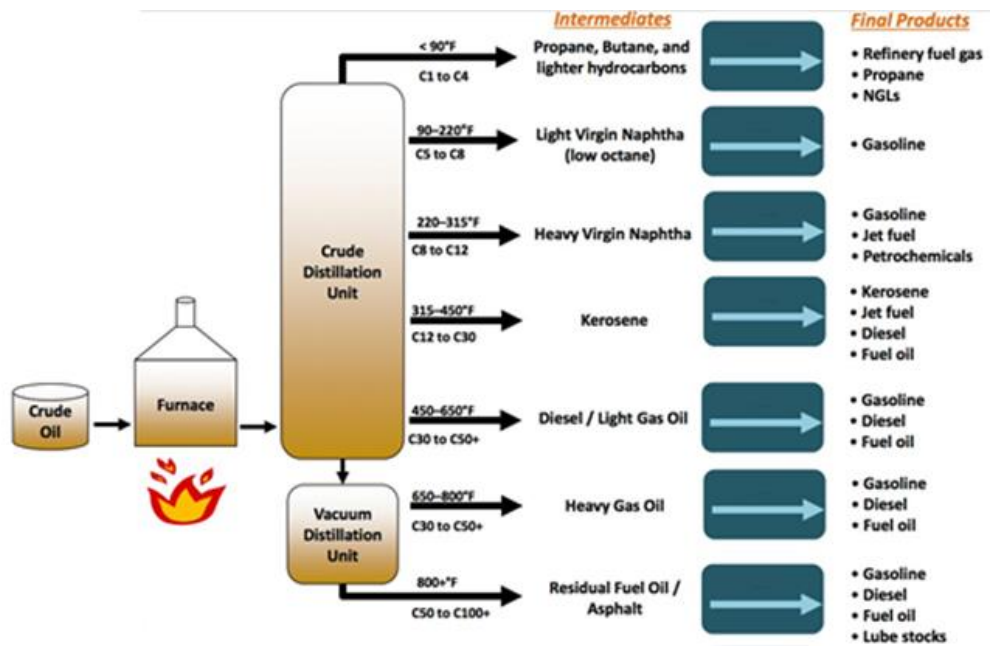 Intermediates
Final Products
< 90°F
C1 to C4
Propane, Butane, and
lighter hydrocarbons
• Refinery fuel gas
• Propane
• NGLs
90–220°F
C5 to C8
Light Virgin Naphtha
(low octane)
• Gasoline
220–315°F
C8 to C12
Heavy Virgin Naphtha
• Gasoline
• Jet fuel
• Petrochemicals
Crude
Distillation
Unit
315–450°F
C12 to C30
Kerosene
• Kerosene
• Jet fuel
• Diesel
• Fuel oil
Crude
Oil
Furnace
450–650°F
C30 to C50+
Diesel / Light Gas Oil
• Gasoline
• Diesel
• Fuel oil
Vacuum
Distillation
Unit
650–800°F
C30 to C50+
Heavy Gas Oil
• Gasoline
• Diesel
• Fuel oil
800+°F
C50 to C100+
Residual Fuel Oil /
Asphalt
• Gasoline
• Diesel
• Fuel oil
• Lube stocks